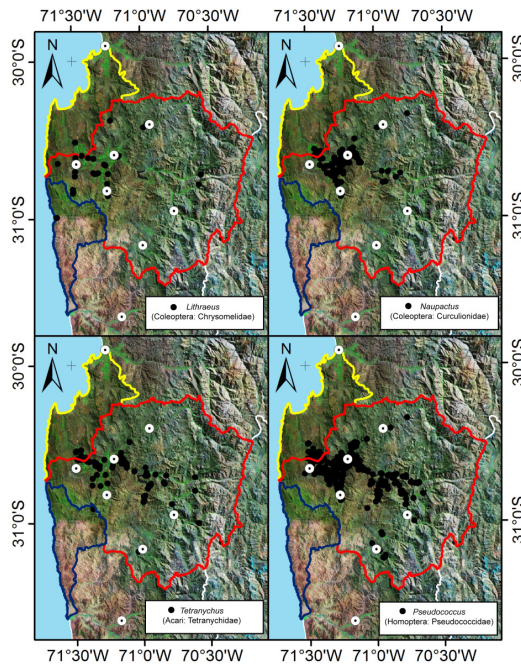 71°30'S 71°0'S 70°30'S 71°30'S 71°0'S 70°30'S
30°0'S
31°0'S
30°0'S
31°0'S
N
N
Lithraeus
(Coleoptera: Chrysomelidae)
Naupactus
(Coleoptera: Curculionidae)
30°0'S
31°0'S
30°0'S
31°0'S
N
N
Tetranychus
(Acari: Tetranychidae)
Pseudococcus
(Homoptera: Pseudococcidae)
71°30'S 71°0'S 70°30'S 71°30'S 71°0'S 70°30'S